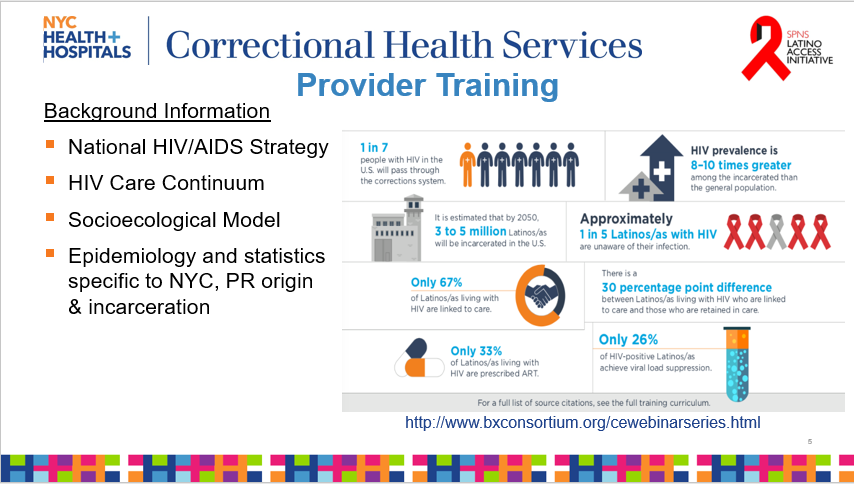 NYC
HEALTH+
HOSPITALS
Correctional Health Services
SPNS
LATINO
ACCESS
INITIATIVE
Provider Training
Background Information
National HIV/AIDS Strategy
HIV Care Continuum
Socioecological Model
Epidemiology and statistics
specific to NYC, PR origin
& incarceration
1 in 7
people with HIV in the
U.S. will pass through
the corrections system.
HIV prevalence is
8–10 times greater
among the incarcerated than
the general population.
It is estimated that by 2050,
3 to 5 million Latinos/as
will be incarcerated in the U.S.
Approximately
1 in 5 Latinos/as with HIV
are unaware of their infection.
Only 67%
of Latinos/as living with
HIV are linked to care.
There is a
30 percentage point difference
between Latinos/as living with HIV who are linked
to care and those who are retained in care.
Only 33%
of Latinos/as living with
HIV are prescribed ART.
Only 26%
of HIV-positive Latinos/as
achieve viral load suppression.
For a full list of source citations, see the full training curriculum.
http://www.bxconsortium.org/cewebinarseries.html
5